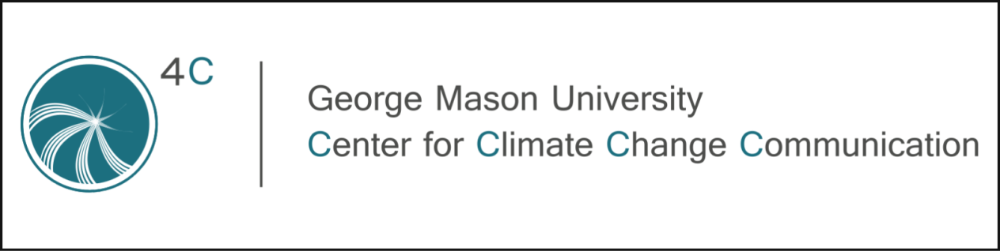 4C
George Mason University
Center for Climate Change Communication